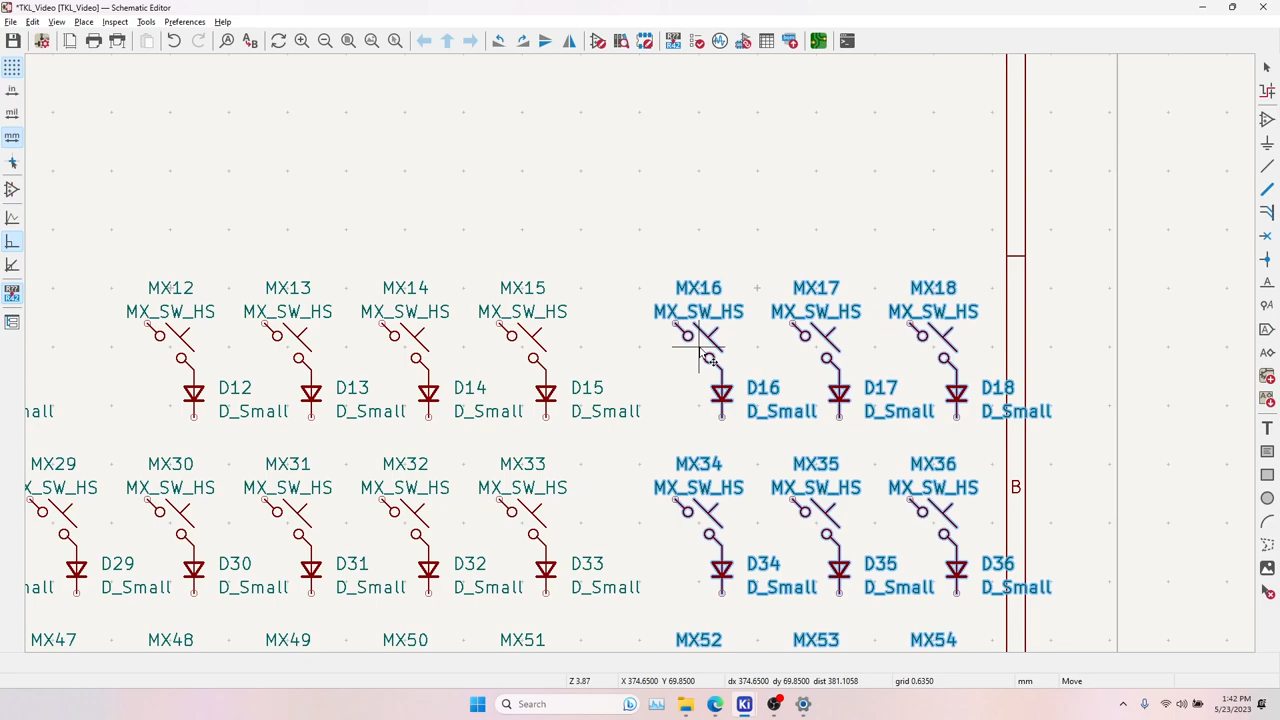 *TKL_Video [TKL_Video] — Schematic Editor
File Edit View Place Inspect Tools Preferences Help
in
mil
mm
MX12 MX13 MX14 MX15 MX16 MX17 MX18
MX_SW_HS MX_SW_HS MX_SW_HS MX_SW_HS MX_SW_HS MX_SW_HS MX_SW_HS
D12 D13 D14 D15 D16 D17 D18
mall D_Small D_Small D_Small D_Small D_Small D_Small D_Small
MX29 MX30 MX31 MX32 MX33 MX34 MX35 MX36
X_SW_HS MX_SW_HS MX_SW_HS MX_SW_HS MX_SW_HS MX_SW_HS MX_SW_HS MX_SW_HS
B
D29 D30 D31 D32 D33 D34 D35 D36
mall D_Small D_Small D_Small D_Small D_Small D_Small D_Small D_Small
MX47 MX48 MX49 MX50 MX51 MX52 MX53 MX54
Z 3.87 X 374.6500 Y 69.8500 dx 374.6500 dy 69.8500 dist 381.1058 grid 0.6350 mm Move
Search
1:42 PM
5/23/2023